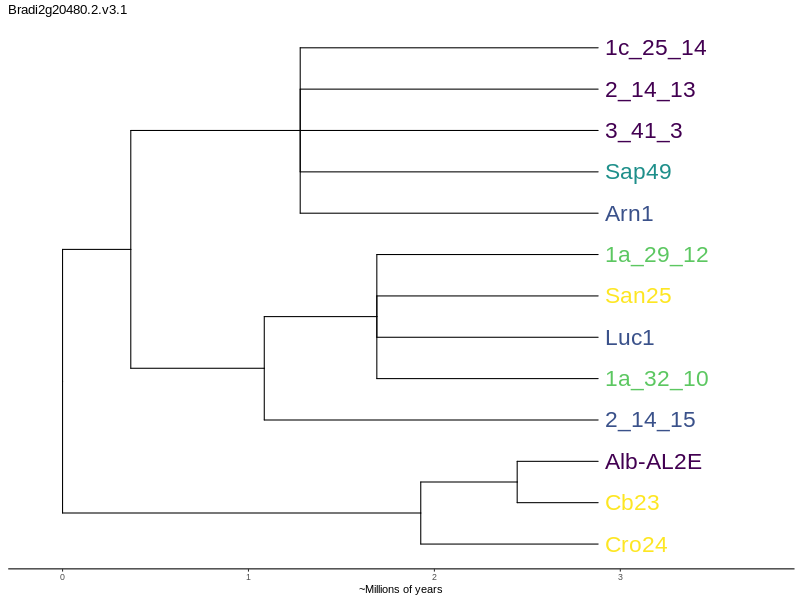 Bradi2g20480.2.v3.1
1c_25_14
2_14_13
3_41_3
Sap49
Arn1
1a_29_12
San25
Luc1
1a_32_10
2_14_15
Alb-AL2E
Cb23
Cro24
0 1 2 3
~Millions of years